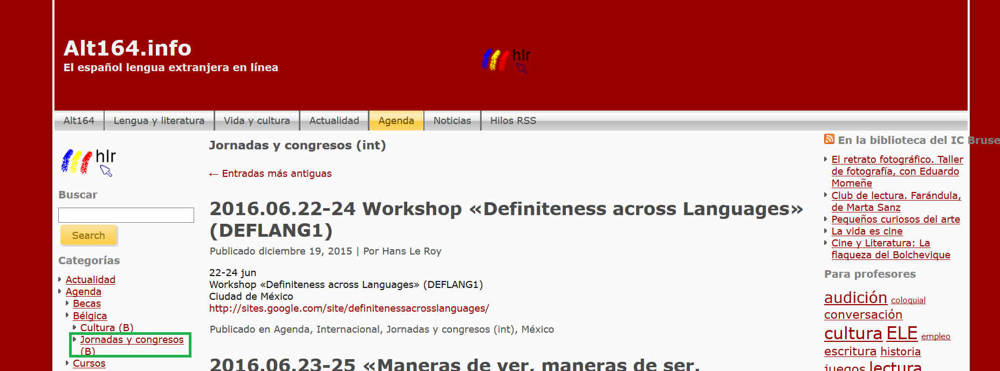 Alt164.info
El español lengua extranjera en línea
hlr
Alt164
Lengua y literatura
Vida y cultura
Actualidad
Agenda
Noticias
Hilos RSS
hlr
Buscar
Search
Categorías
Actualidad
Agenda
Becas
Bélgica
Cultura (B)
Jornadas y congresos
(B)
Cursos
Jornadas y congresos (int)
← Entradas más antiguas
2016.06.22-24 Workshop «Definiteness across Languages»
(DEFLANG1)
Publicado diciembre 19, 2015 | Por Hans Le Roy
22-24 jun
Workshop «Definiteness across Languages» (DEFLANG1)
Ciudad de México
http://sites.google.com/site/definitenessacrosslanguages/
Publicado en Agenda, Internacional, Jornadas y congresos (int), México
2016.06.23-25 «Maneras de ver, maneras de ser.
En la biblioteca del IC Bruse
El retrato fotográfico. Taller
de fotografía, con Eduardo
Momeñe
Club de lectura. Farándula,
de Marta Sanz
Pequeños curiosos del arte
La vida es cine
Cine y Literatura: La
flaqueza del Bolchevique
Para profesores
audición coloquial
conversación
cultura ELE empleo
escritura historia
juegos lectura